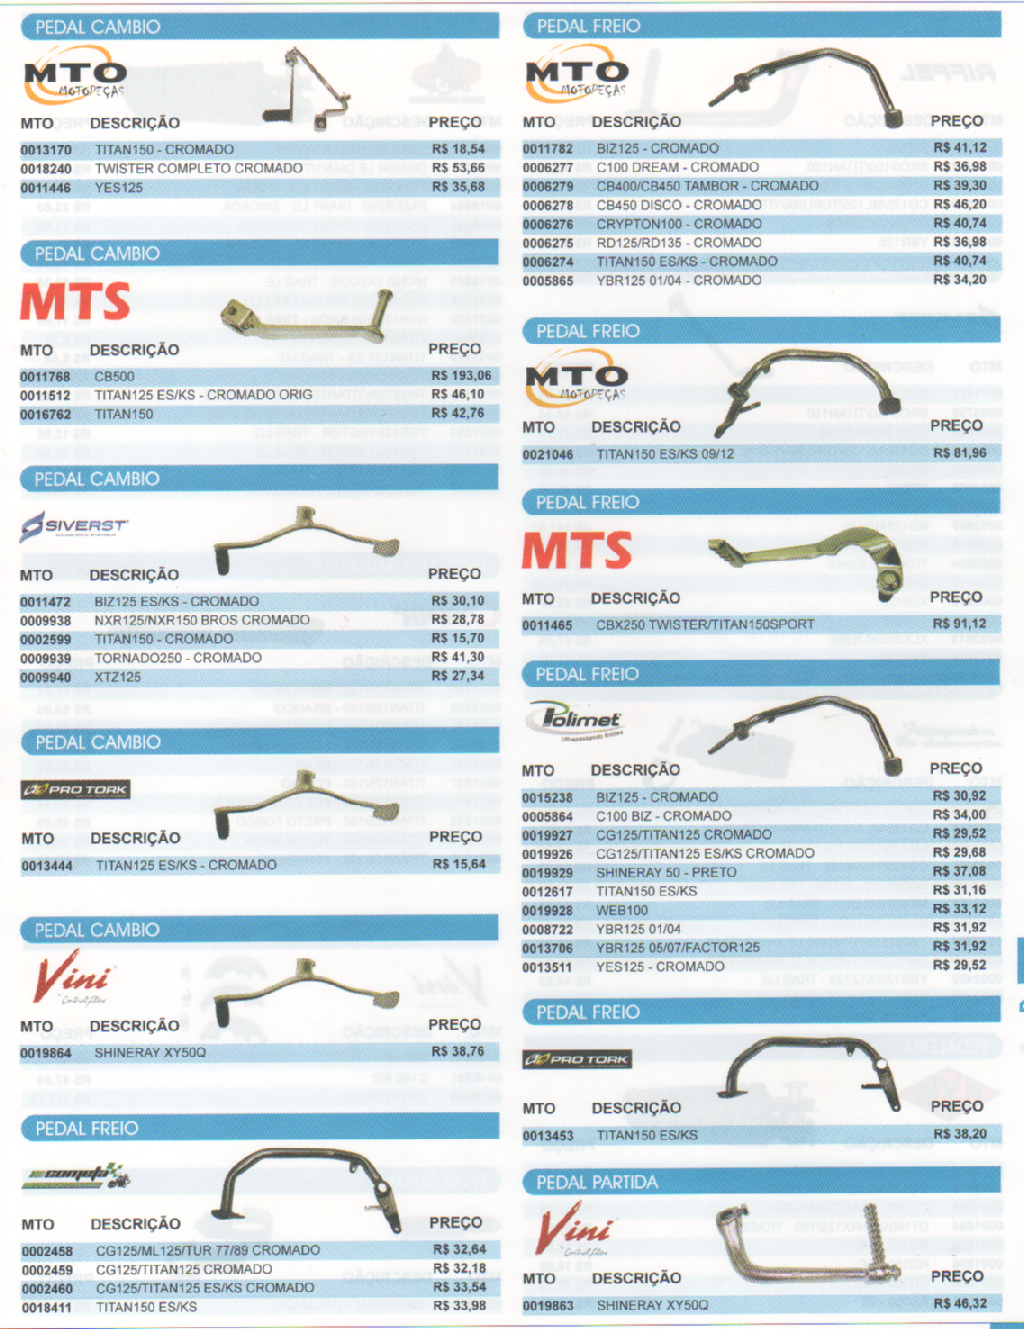 PEDAL CAMBIO
MTO
MOTOPEÇAS
MTO DESCRIÇÃO PREÇO
0013170 TITAN150 - CROMADO R$ 18,54
0018240 TWISTER COMPLETO CROMADO R$ 53,66
0011446 YES125 R$ 35,68
PEDAL CAMBIO
MTS
MTO DESCRIÇÃO PREÇO
0011768 CB500 R$ 193,06
0011512 TITAN125 ES/KS - CROMADO ORIG R$ 46,10
0016762 TITAN150 R$ 42,76
PEDAL CAMBIO
SIVERST
MTO DESCRIÇÃO PREÇO
0011472 BIZ125 ES/KS - CROMADO R$ 30,10
0009938 NXR125/NXR150 BROS CROMADO R$ 28,78
0002599 TITAN150 - CROMADO R$ 15,70
0009939 TORNADO250 - CROMADO R$ 41,30
0009940 XTZ125 R$ 27,34
PEDAL CAMBIO
PRO TORK
MTO DESCRIÇÃO PREÇO
0013444 TITAN125 ES/KS - CROMADO R$ 15,64
PEDAL CAMBIO
Vini
MTO DESCRIÇÃO PREÇO
0019864 SHINERAY XY50Q R$ 38,76
PEDAL FREIO
cometa
MTO DESCRIÇÃO PREÇO
0002458 CG125/ML125/TUR 77/89 CROMADO R$ 32,64
0002459 CG125/TITAN125 CROMADO R$ 32,18
0002460 CG125/TITAN125 ES/KS CROMADO R$ 33,54
0018411 TITAN150 ES/KS R$ 33,98
PEDAL FREIO
MTO
MOTOPEÇAS
MTO DESCRIÇÃO PREÇO
0011782 BIZ125 - CROMADO R$ 41,12
0006277 C100 DREAM - CROMADO R$ 36,98
0006279 CB400/CB450 TAMBOR - CROMADO R$ 39,30
0006278 CB450 DISCO - CROMADO R$ 46,20
0006276 CRYPTON100 - CROMADO R$ 40,74
0006275 RD125/RD135 - CROMADO R$ 36,98
0006274 TITAN150 ES/KS - CROMADO R$ 40,74
0005865 YBR125 01/04 - CROMADO R$ 34,20
PEDAL FREIO
MTO
MOTOPEÇAS
MTO DESCRIÇÃO PREÇO
0021046 TITAN150 ES/KS 09/12 R$ 81,96
PEDAL FREIO
MTS
MTO DESCRIÇÃO PREÇO
0011465 CBX250 TWISTER/TITAN150SPORT R$ 91,12
PEDAL FREIO
Polimet
MTO DESCRIÇÃO PREÇO
0015238 BIZ125 - CROMADO R$ 30,92
0005864 C100 BIZ - CROMADO R$ 34,00
0019927 CG125/TITAN125 CROMADO R$ 29,52
0019926 CG125/TITAN125 ES/KS CROMADO R$ 29,68
0019929 SHINERAY 50 - PRETO R$ 37,08
0012617 TITAN150 ES/KS R$ 31,16
0019928 WEB100 R$ 33,12
0008722 YBR125 01/04 R$ 31,92
0013706 YBR125 05/07/FACTOR125 R$ 31,92
0013511 YES125 - CROMADO R$ 29,52
PEDAL FREIO
PRO TORK
MTO DESCRIÇÃO PREÇO
0013453 TITAN150 ES/KS R$ 38,20
PEDAL PARTIDA
Vini
MTO DESCRIÇÃO PREÇO
0019863 SHINERAY XY50Q R$ 46,32